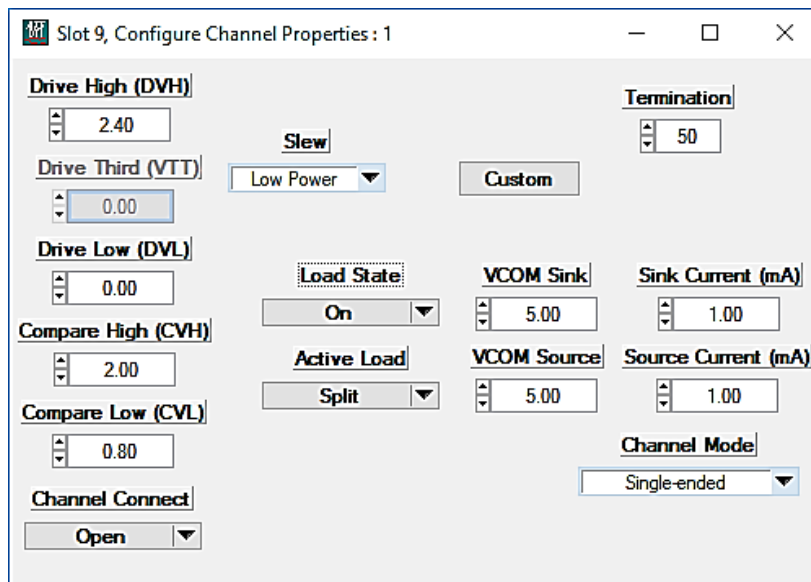 Slot 9, Configure Channel Properties : 1
Drive High (DVH)
2.40
Drive Third (VTT)
0.00
Drive Low (DVL)
0.00
Compare High (CVH)
2.00
Compare Low (CVL)
0.80
Channel Connect
Open
Slew
Low Power
Custom
Termination
50
Load State
On
VCOM Sink
5.00
Sink Current (mA)
1.00
Active Load
Split
VCOM Source
5.00
Source Current (mA)
1.00
Channel Mode
Single-ended